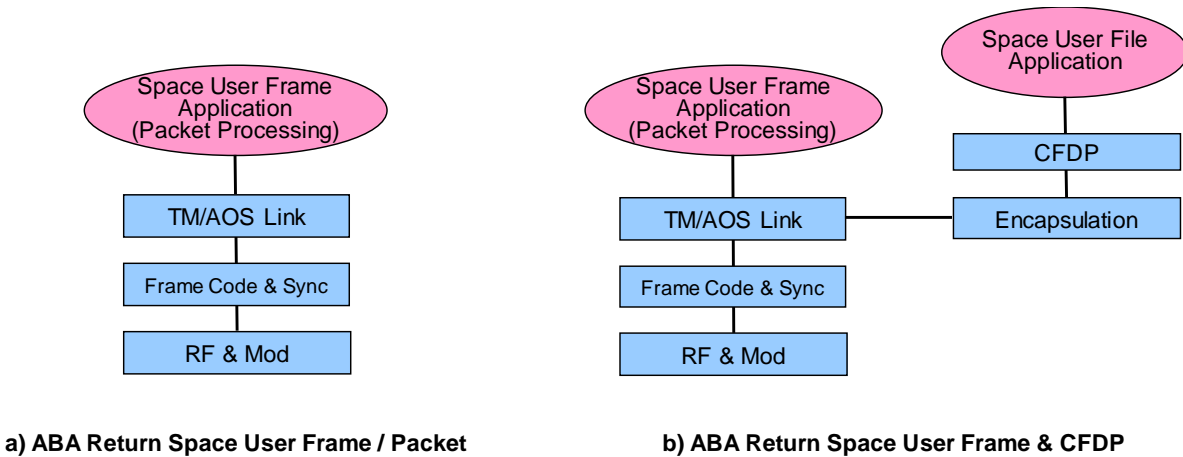 Space User Frame
Application
(Packet Processing)
TM/AOS Link
Frame Code & Sync
RF & Mod
a) ABA Return Space User Frame / Packet
Space User File
Application
CFDP
Encapsulation
Space User Frame
Application
(Packet Processing)
TM/AOS Link
Frame Code & Sync
RF & Mod
b) ABA Return Space User Frame & CFDP